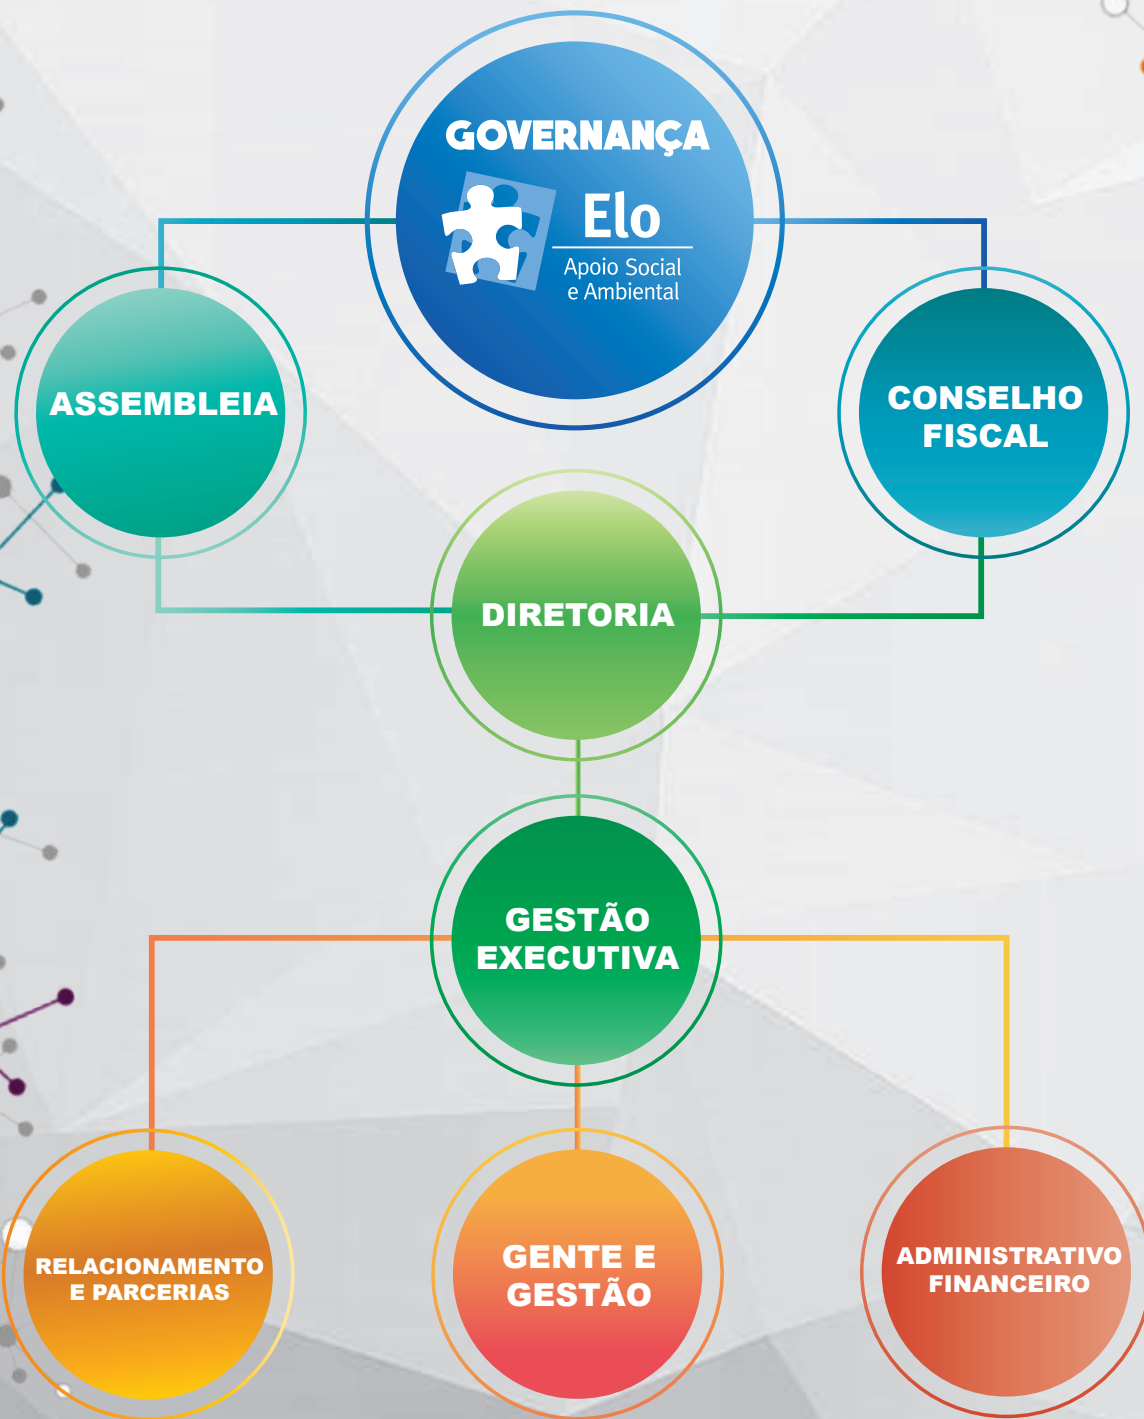 GOVERNANÇA
Elo
Apoio Social
e Ambiental
ASSEMBLEIA
CONSELHO
FISCAL
DIRETORIA
GESTÃO
EXECUTIVA
RELACIONAMENTO
E PARCERIAS
GENTE E
GESTÃO
ADMINISTRATIVO
FINANCEIRO